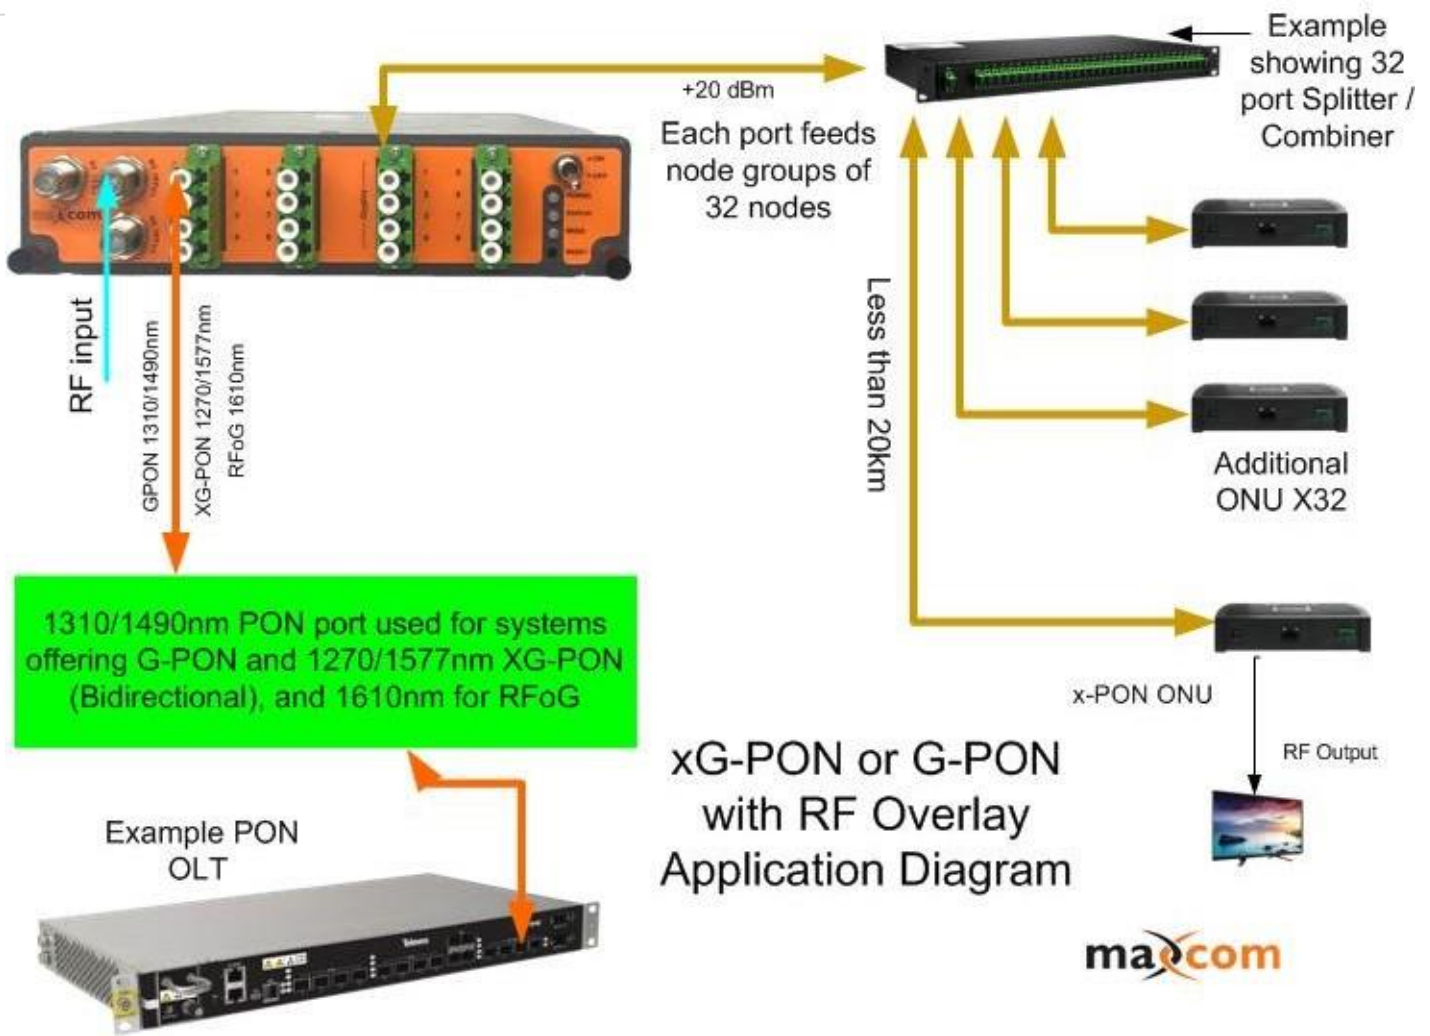 Example
showing 32
port Splitter /
Combiner
+20 dBm
Each port feeds
node groups of
32 nodes
RF input
GPON 1310/1490nm
XG-PON 1270/1577nm
RFoG 1610nm
Less than 20km
Additional
ONU X32
1310/1490nm PON port used for systems
offering G-PON and 1270/1577nm XG-PON
(Bidirectional), and 1610nm for RFoG
x-PON ONU
RF Output
xG-PON or G-PON
with RF Overlay
Application Diagram
Example PON
OLT
Televes
maxcom